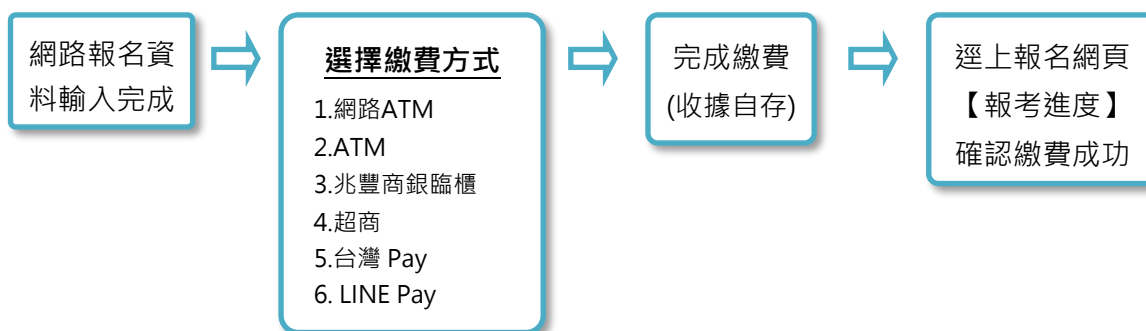 網路報名資
料輸入完成
選擇繳費方式
1.網路ATM
2.ATM
3.兆豐商銀臨櫃
4.超商
5.台灣 Pay
6. LINE Pay
完成繳費
(收據自存)
逕上報名網頁
【報考進度】
確認繳費成功